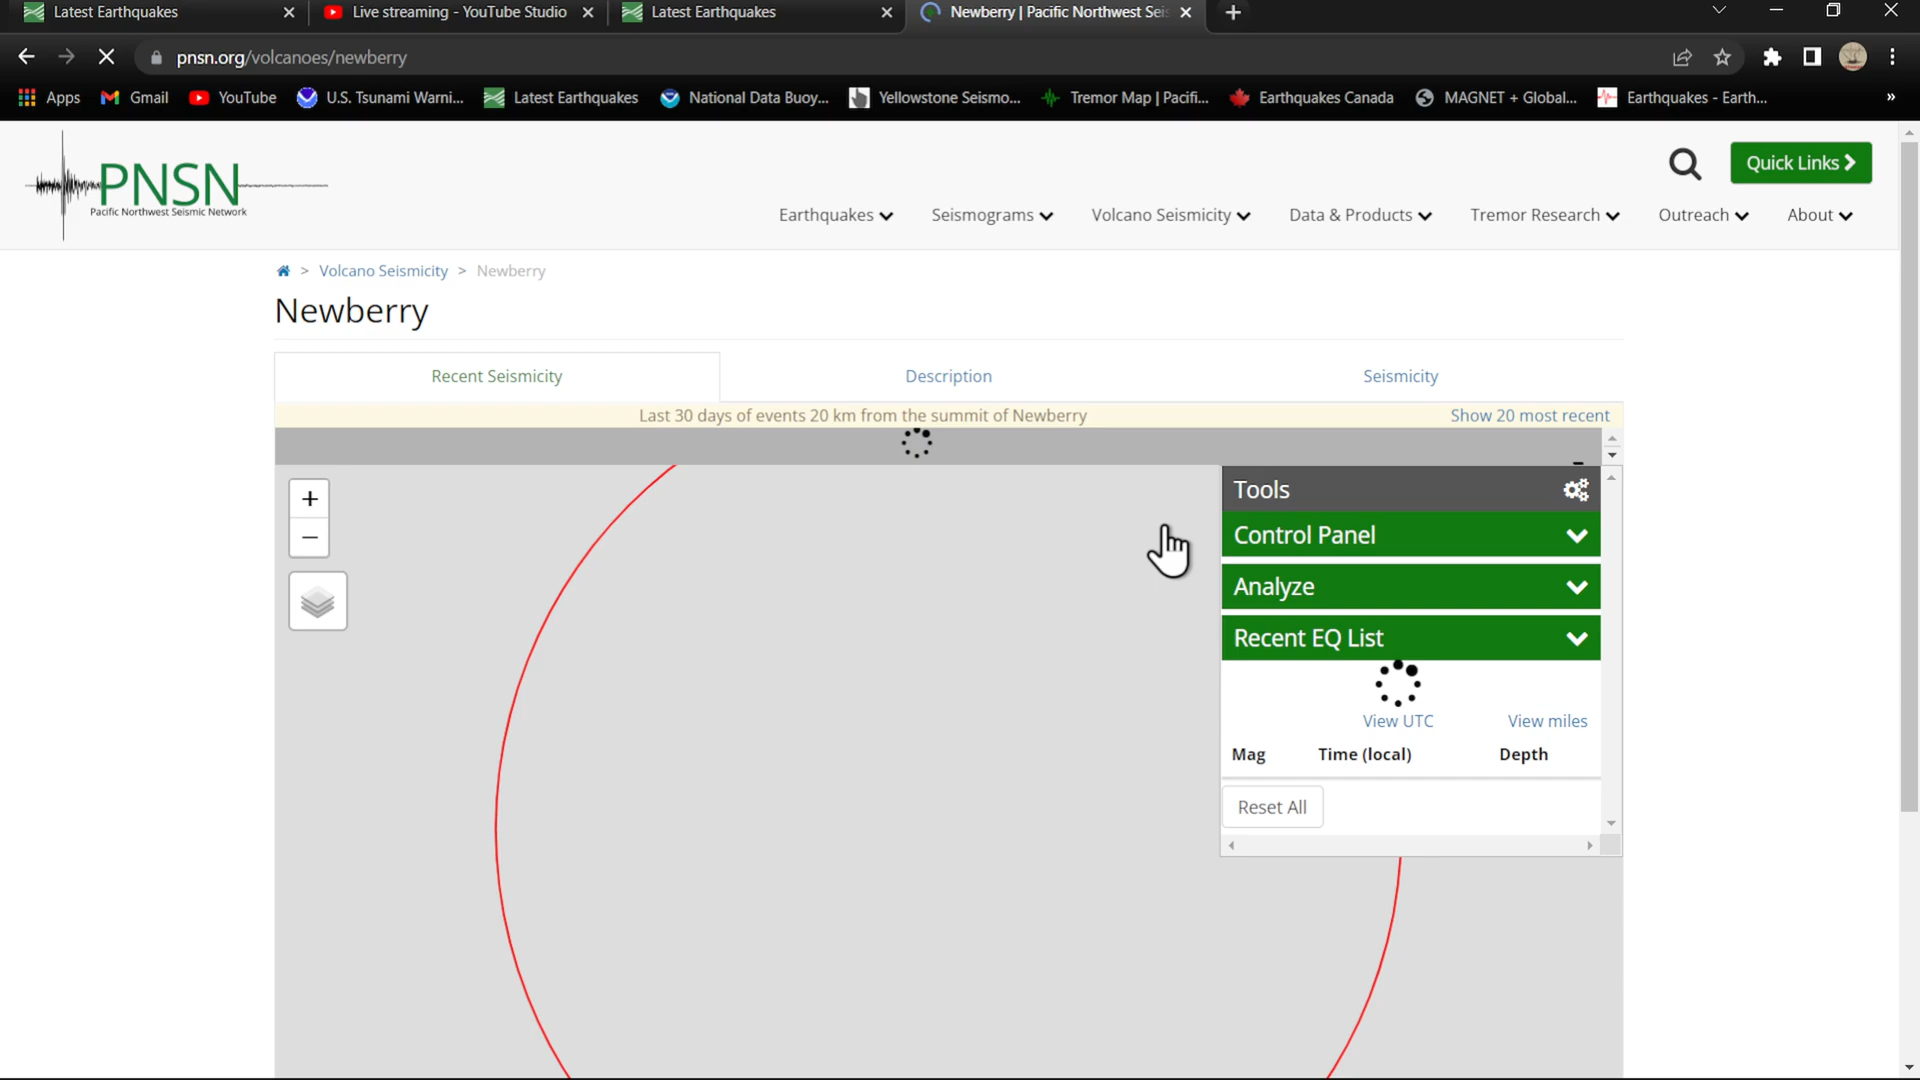 Latest Earthquakes
Live streaming - YouTube Studio
Latest Earthquakes
Newberry | Pacific Northwest Seis
pnsn.org/volcanoes/newberry
Apps
Gmail
YouTube
U.S. Tsunami Warni...
Latest Earthquakes
National Data Buoy...
Yellowstone Seismo...
Tremor Map | Pacifi...
Earthquakes Canada
MAGNET + Global...
Earthquakes - Earth...
»
PNSN
Pacific Northwest Seismic Network
Quick Links
Earthquakes
Seismograms
Volcano Seismicity
Data & Products
Tremor Research
Outreach
About
> Volcano Seismicity > Newberry
Newberry
Recent Seismicity
Description
Seismicity
Last 30 days of events 20 km from the summit of Newberry
Show 20 most recent
+
−
Tools
Control Panel
Analyze
Recent EQ List
View UTC
View miles
Mag
Time (local)
Depth
Reset All